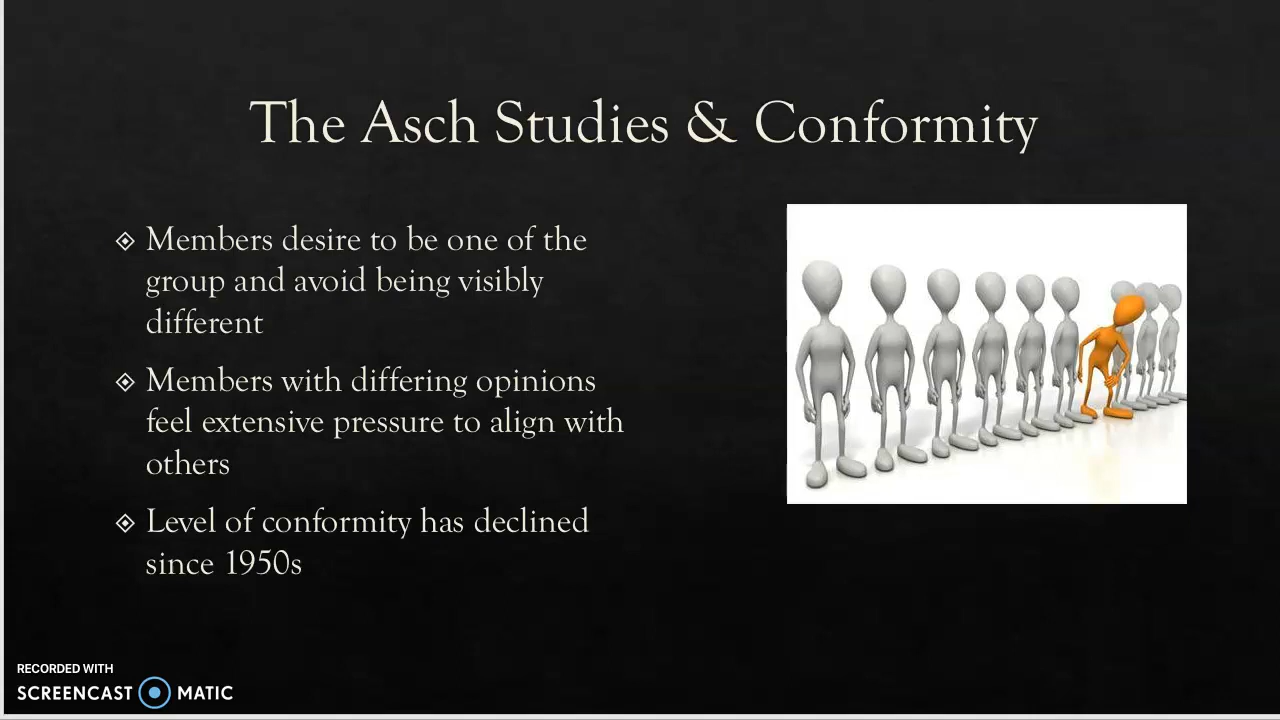 The Asch Studies & Conformity
Members desire to be one of the
group and avoid being visibly
different
Members with differing opinions
feel extensive pressure to align with
others
Level of conformity has declined
since 1950s
RECORDED WITH
SCREENCAST MATIC